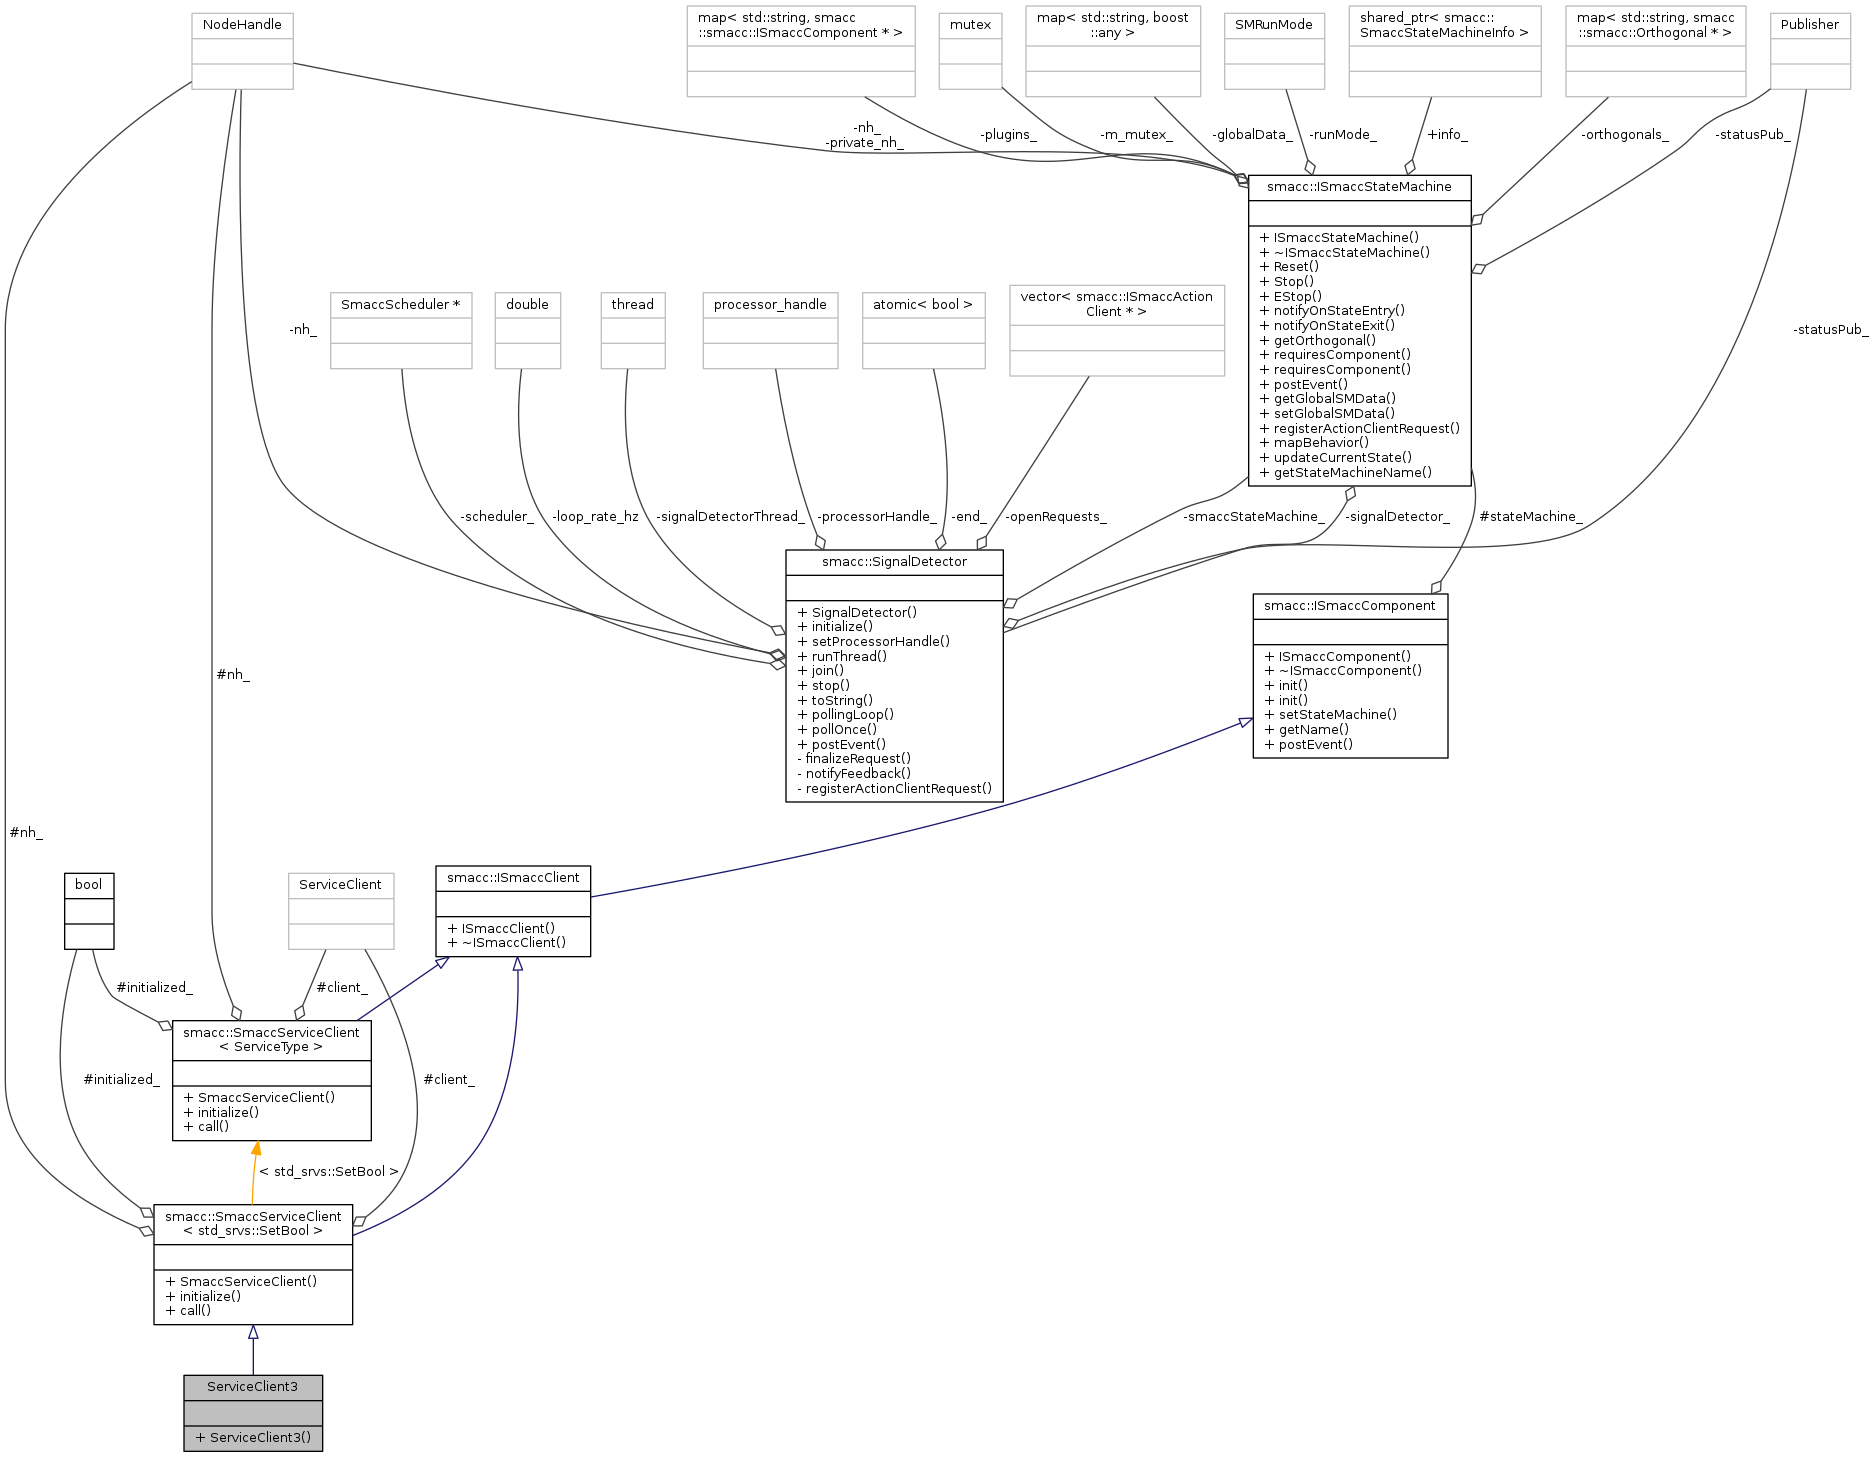 NodeHandle
map< std::string, smacc
::smacc::ISmaccComponent * >
mutex
map< std::string, boost
::any >
SMRunMode
shared_ptr< smacc::
SmaccStateMachineInfo >
map< std::string, smacc
::smacc::Orthogonal * >
Publisher
-nh_
-private_nh_
-plugins_
-m_mutex_
-globalData_
-runMode_
+info_
-orthogonals_
-statusPub_
smacc::ISmaccStateMachine
+ ISmaccStateMachine()
+ ~ISmaccStateMachine()
+ Reset()
+ Stop()
+ EStop()
+ notifyOnStateEntry()
+ notifyOnStateExit()
+ getOrthogonal()
+ requiresComponent()
+ requiresComponent()
+ postEvent()
+ getGlobalSMData()
+ setGlobalSMData()
+ registerActionClientRequest()
+ mapBehavior()
+ updateCurrentState()
+ getStateMachineName()
-nh_
SmaccScheduler *
double
thread
processor_handle
atomic< bool >
vector< smacc::ISmaccAction
Client * >
-statusPub_
-scheduler_
-loop_rate_hz
-signalDetectorThread_
-processorHandle_
-end_
-openRequests_
-smaccStateMachine_
-signalDetector_
#stateMachine_
smacc::SignalDetector
+ SignalDetector()
+ initialize()
+ setProcessorHandle()
+ runThread()
+ join()
+ stop()
+ toString()
+ pollingLoop()
+ pollOnce()
+ postEvent()
- finalizeRequest()
- notifyFeedback()
- registerActionClientRequest()
smacc::ISmaccComponent
+ ISmaccComponent()
+ ~ISmaccComponent()
+ init()
+ init()
+ setStateMachine()
+ getName()
+ postEvent()
#nh_
#nh_
bool
ServiceClient
smacc::ISmaccClient
+ ISmaccClient()
+ ~ISmaccClient()
#initialized_
#client_
smacc::SmaccServiceClient
< ServiceType >
+ SmaccServiceClient()
+ initialize()
+ call()
#initialized_
#client_
< std_srvs::SetBool >
smacc::SmaccServiceClient
< std_srvs::SetBool >
+ SmaccServiceClient()
+ initialize()
+ call()
ServiceClient3
+ ServiceClient3()